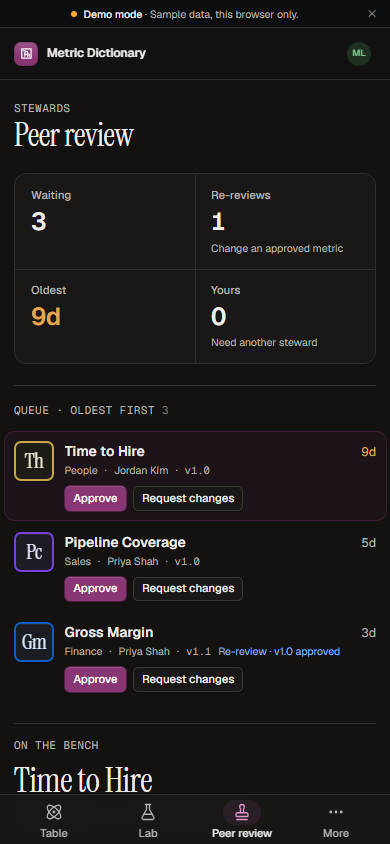 Demo mode · Sample data, this browser only.
Metric Dictionary
ML
STEWARDS
Peer review
Waiting
3
Re-reviews
1
Change an approved metric
Oldest
9d
Yours
0
Need another steward
QUEUE · OLDEST FIRST 3
Th
Time to Hire
9d
People · Jordan Kim · v1.0
Approve
Request changes
Pc
Pipeline Coverage
5d
Sales · Priya Shah · v1.0
Approve
Request changes
Gm
Gross Margin
3d
Finance · Priya Shah · v1.1 Re-review · v1.0 approved
Approve
Request changes
ON THE BENCH
Time to Hire
Table
Lab
Peer review
More